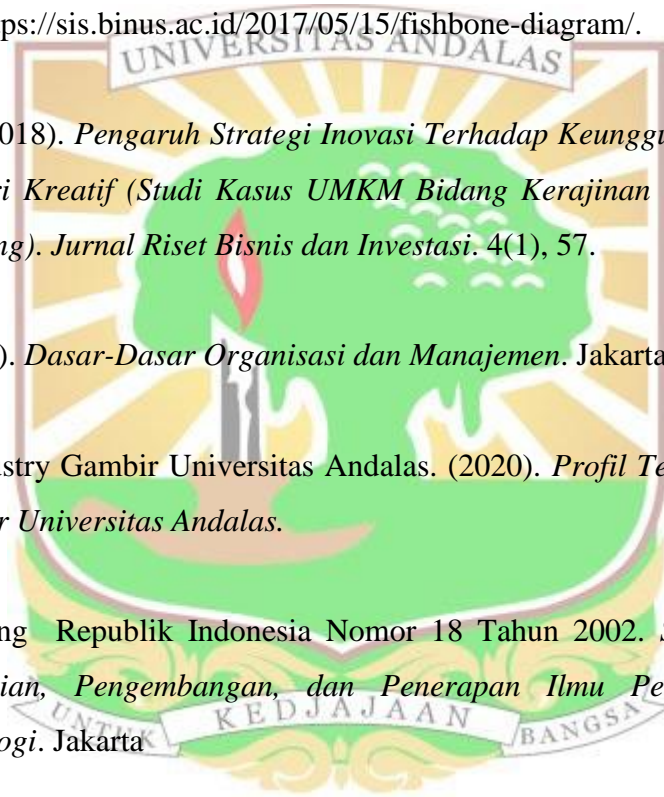 ps://sis.binus.ac.id/2017/05/15/fishbone-diagram/.
UNIVERSITAS ANDALAS
018). Pengaruh Strategi Inovasi Terhadap Keunggu
ri Kreatif (Studi Kasus UMKM Bidang Kerajinan
ng). Jurnal Riset Bisnis dan Investasi. 4(1), 57.
). Dasar-Dasar Organisasi dan Manajemen. Jakarta
ustry Gambir Universitas Andalas. (2020). Profil Te
r Universitas Andalas.
ng Republik Indonesia Nomor 18 Tahun 2002. S
ian, Pengembangan, dan Penerapan Ilmu Pe
ogi. Jakarta
UNTUK KEDJAJAAN BANGSA